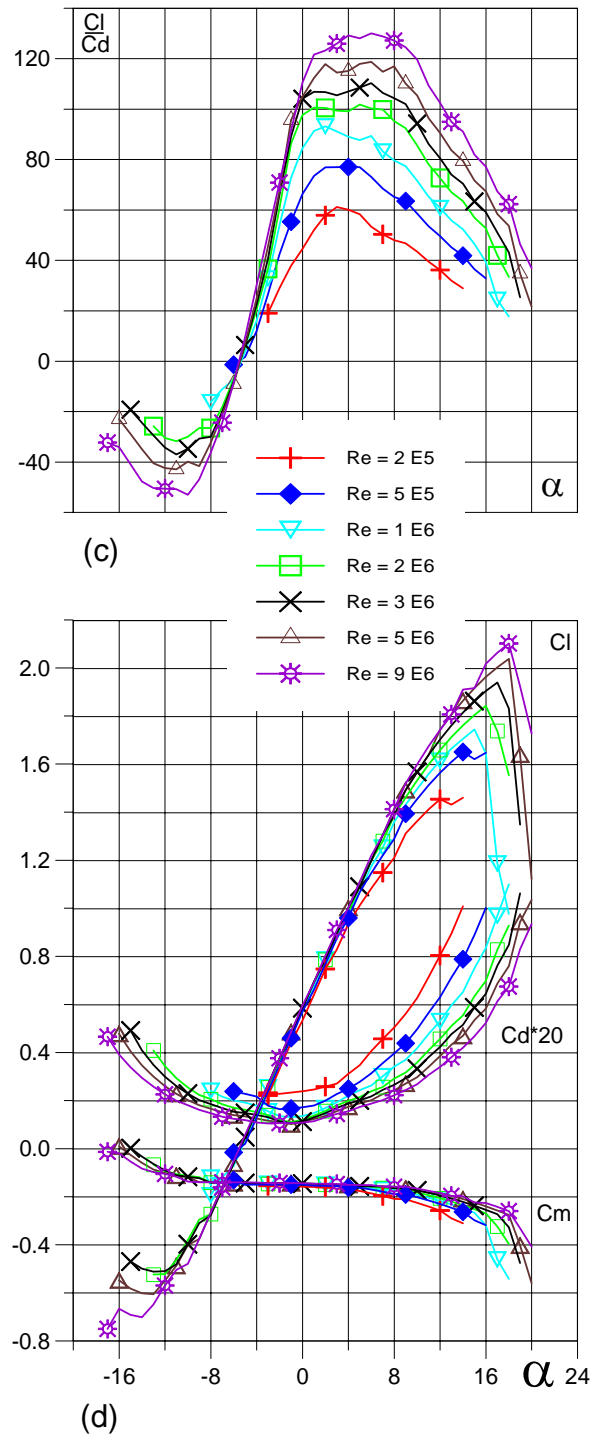 Cl
Cd
120
80
40
0
-40
α
(c)
Re = 2 E5
Re = 5 E5
Re = 1 E6
Re = 2 E6
Re = 3 E6
Re = 5 E6
Re = 9 E6
Cl
2.0
1.6
1.2
0.8
Cd*20
0.4
0.0
Cm
-0.4
-0.8
-16 -8 0 8 16 α 24
(d)